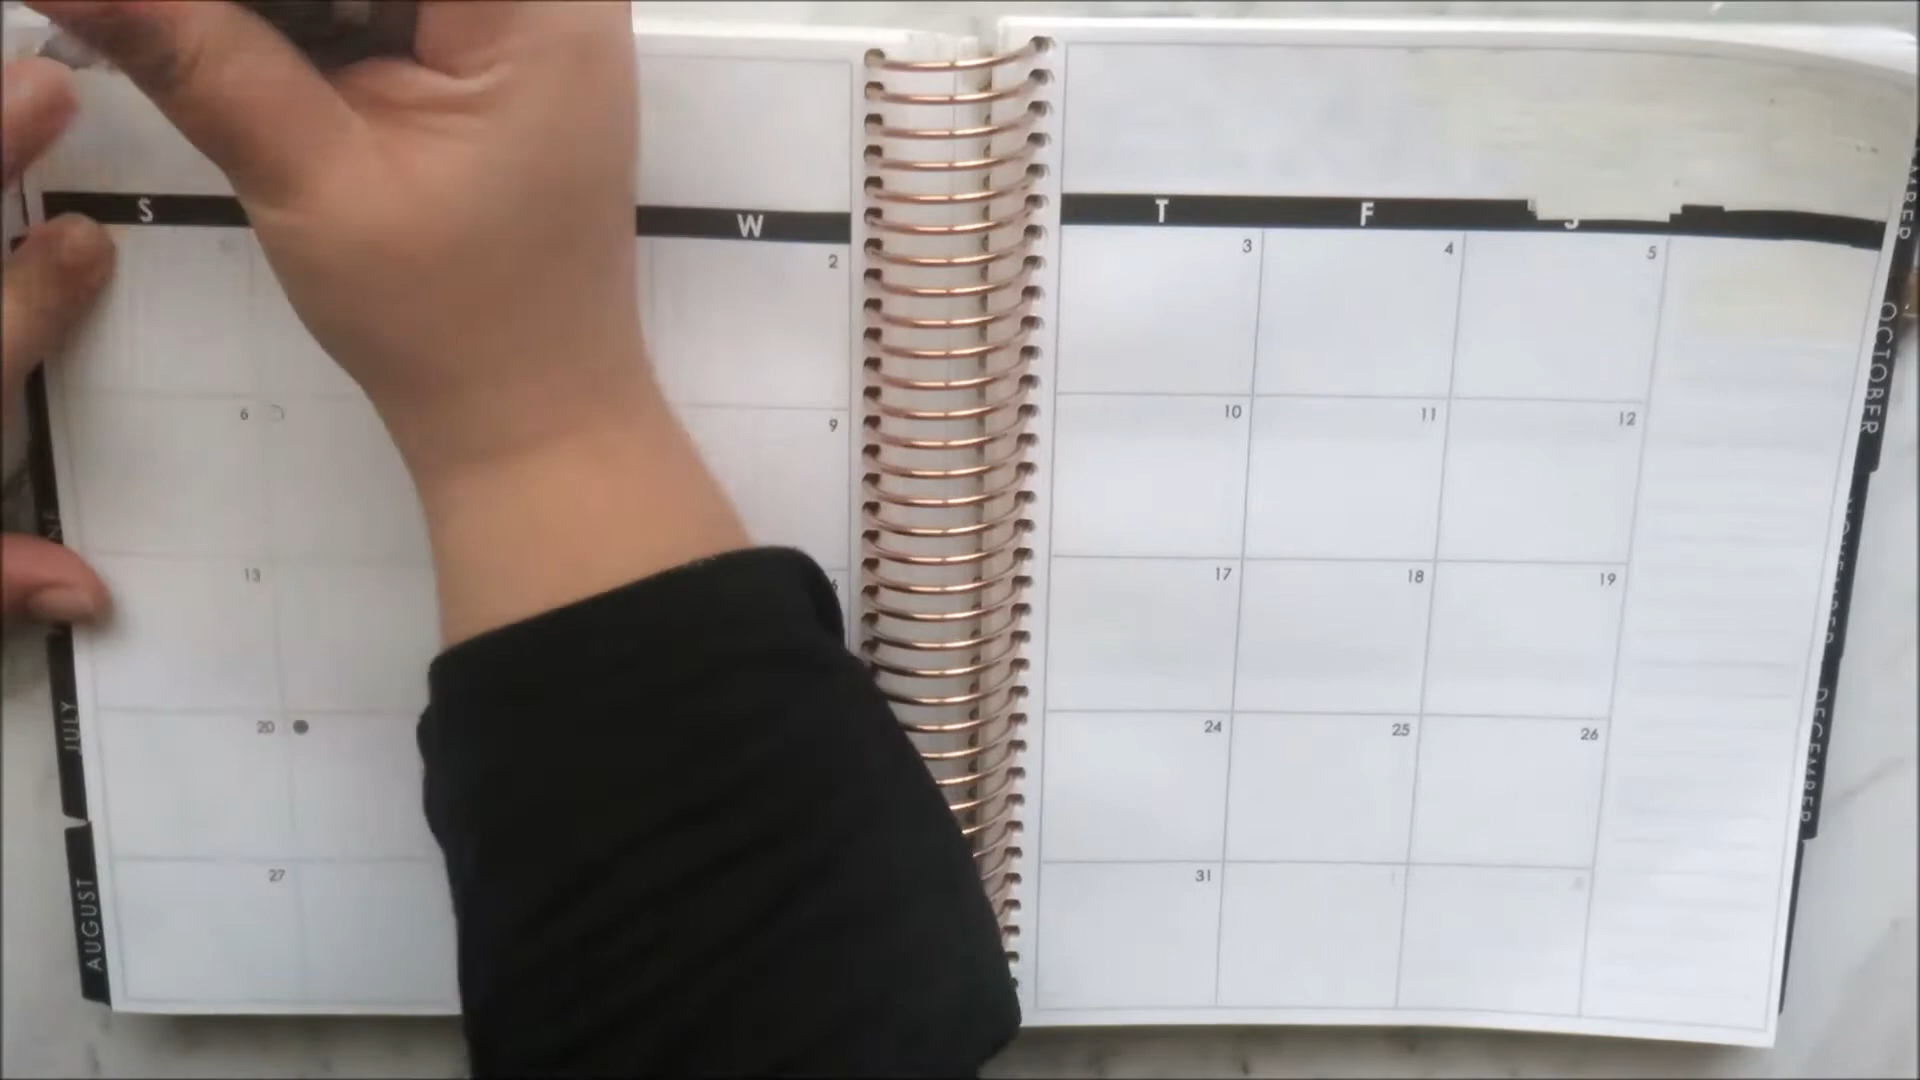 S W T F S
2 3 4 5
6 9 10 11 12
13 17 18 19
20 24 25 26
27 31
JULY
AUGUST
OCTOBER
NOVEMBER
DECEMBER